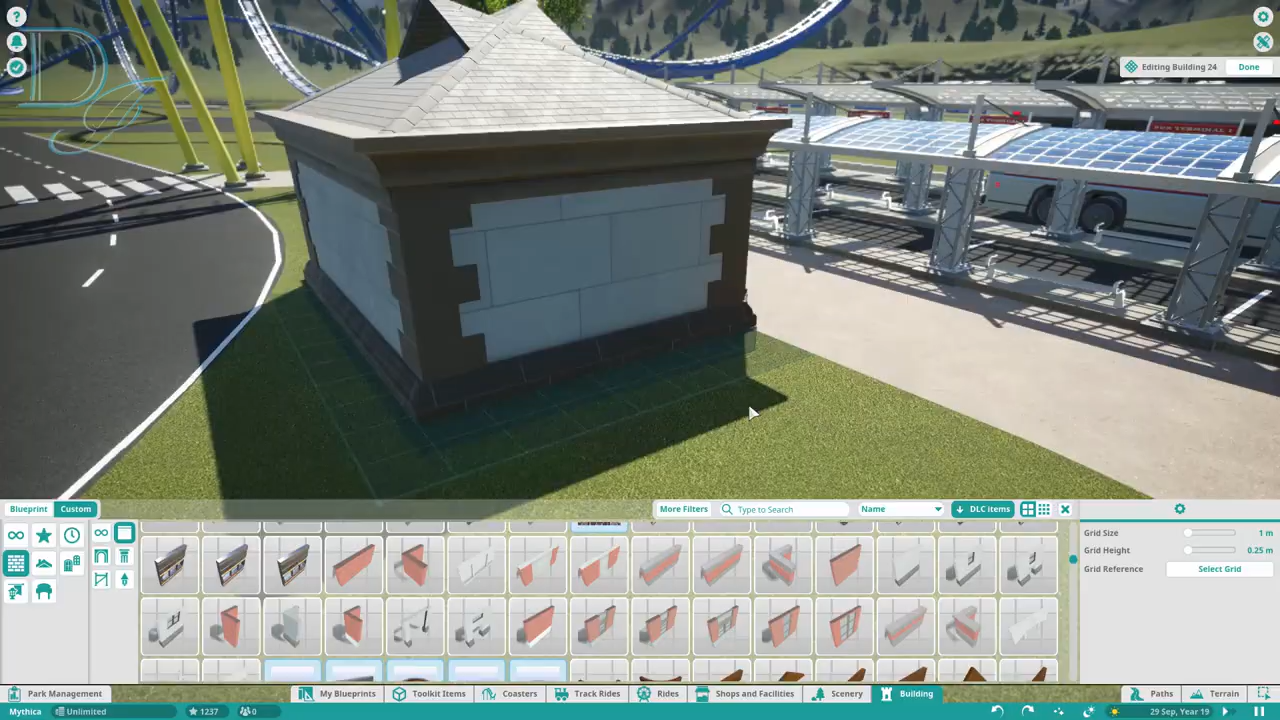 Editing Building 24 Done
Blueprint Custom More Filters Type to Search Name DLC items
Grid Size 1 m
Grid Height 0.25 m
Grid Reference Select Grid
Park Management My Blueprints Toolkit Items Coasters Track Rides Rides Shops and Facilities Scenery Building Paths Terrain
Mythica Unlimited 1237 0 29 Sep, Year 19